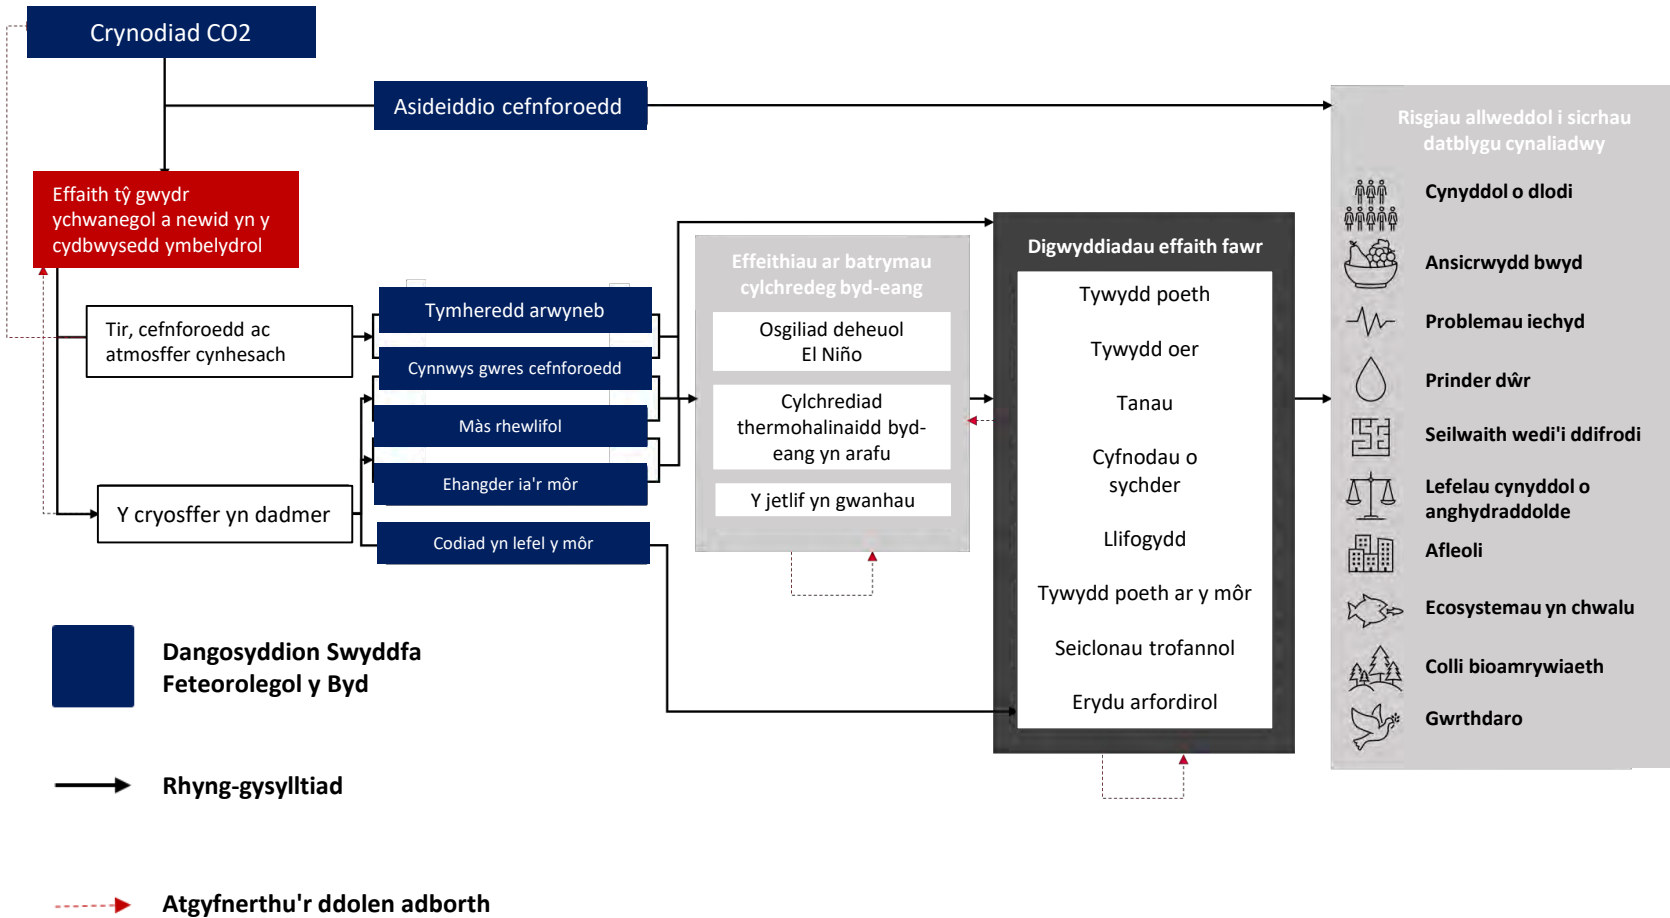 Crynodiad CO2
Asideiddio cefnforoedd
Effaith tŷ gwydr
ychwanegol a newid yn y
cydbwysedd ymbelydrol
Tir, cefnforoedd ac
atmosffer cynhesach
Y cryosffer yn dadmer
Tymheredd arwyneb
Cynnwys gwres cefnforoedd
Màs rhewlifol
Ehangder ia'r môr
Codiad yn lefel y môr
Effeithiau ar batrymau
cylchredeg byd-eang
Osgiliad deheuol
El Niño
Cylchrediad
thermohalinaidd byd-
eang yn arafu
Y jetlif yn gwanhau
Digwyddiadau effaith fawr
Tywydd poeth
Tywydd oer
Tanau
Cyfnodau o
sychder
Llifogydd
Tywydd poeth ar y môr
Seiclonau trofannol
Erydu arfordirol
Risgiau allweddol i sicrhau
datblygu cynaliadwy
Cynyddol o dlodi
Ansicrwydd bwyd
Problemau iechyd
Prinder dŵr
Seilwaith wedi'i ddifrodi
Lefelau cynyddol o
anghydraddolde
Afleoli
Ecosystemau yn chwalu
Colli bioamrywiaeth
Gwrthdaro
Dangosyddion Swyddfa
Feteorolegol y Byd
Rhyng-gysylltiad
Atgyfnerthu'r ddolen adborth